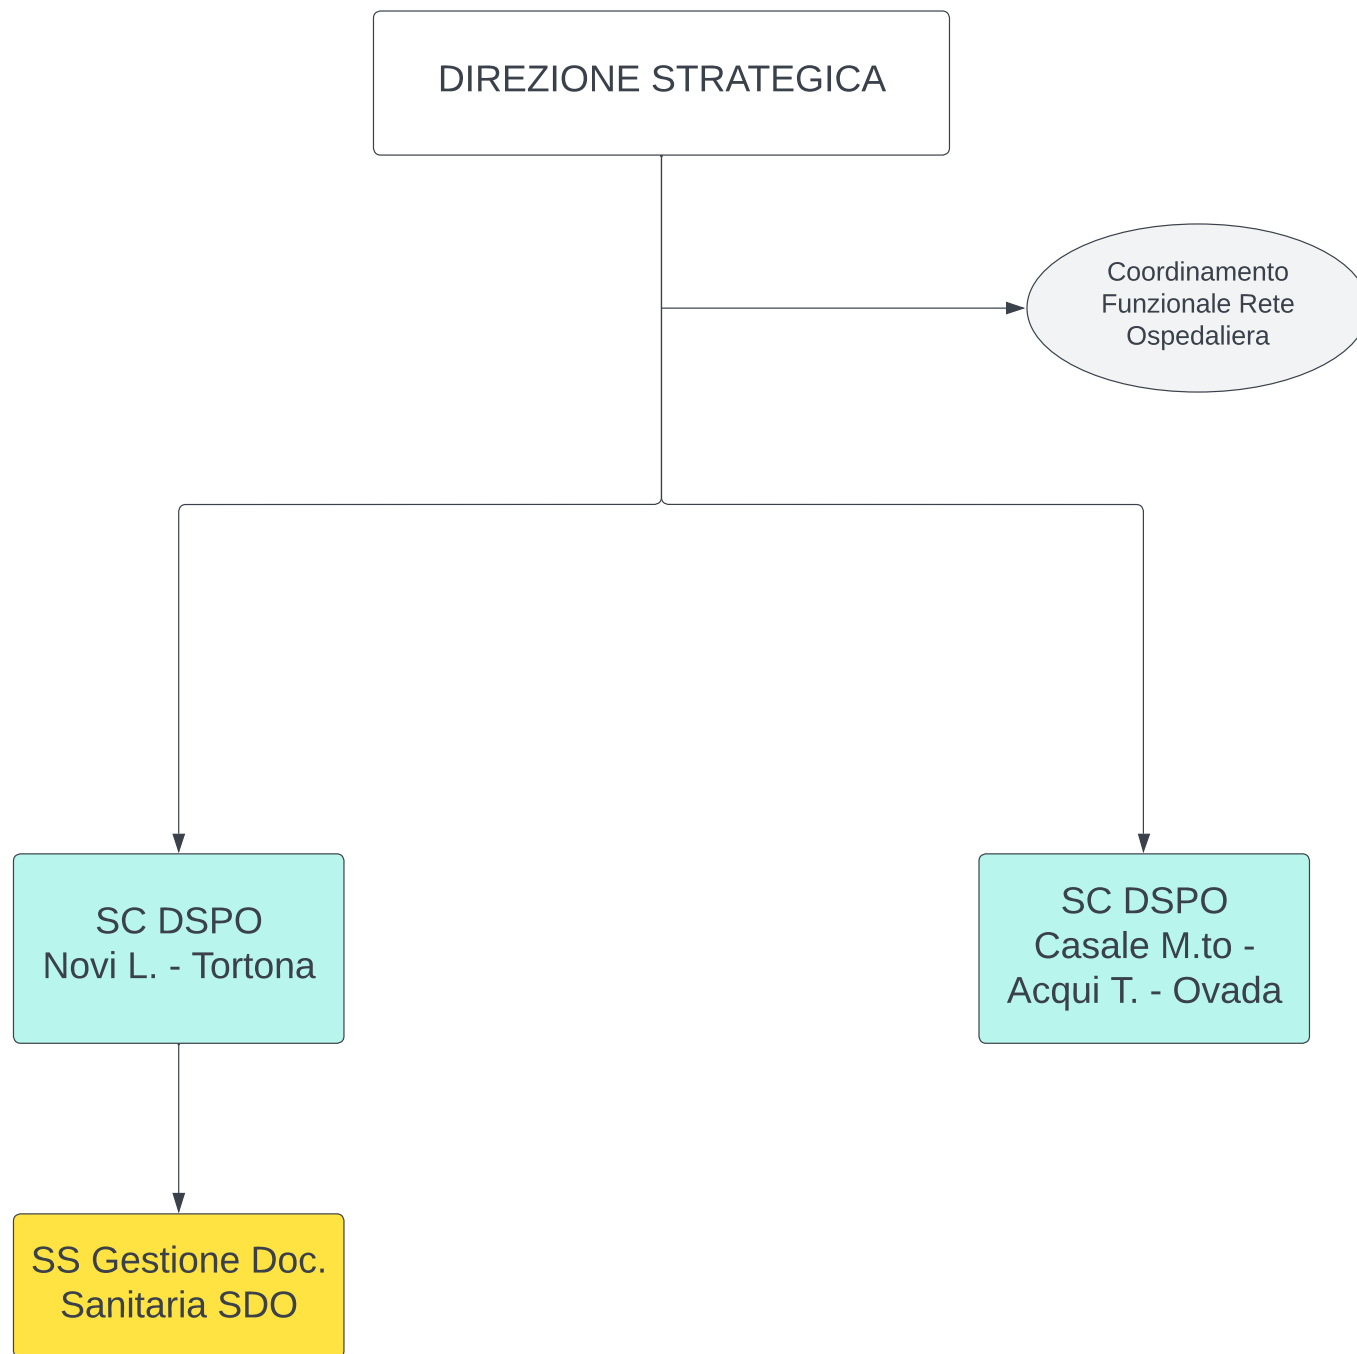 DIREZIONE STRATEGICA
Coordinamento
Funzionale Rete
Ospedaliera
SC DSPO
Novi L. - Tortona
SC DSPO
Casale M.to -
Acqui T. - Ovada
SS Gestione Doc.
Sanitaria SDO